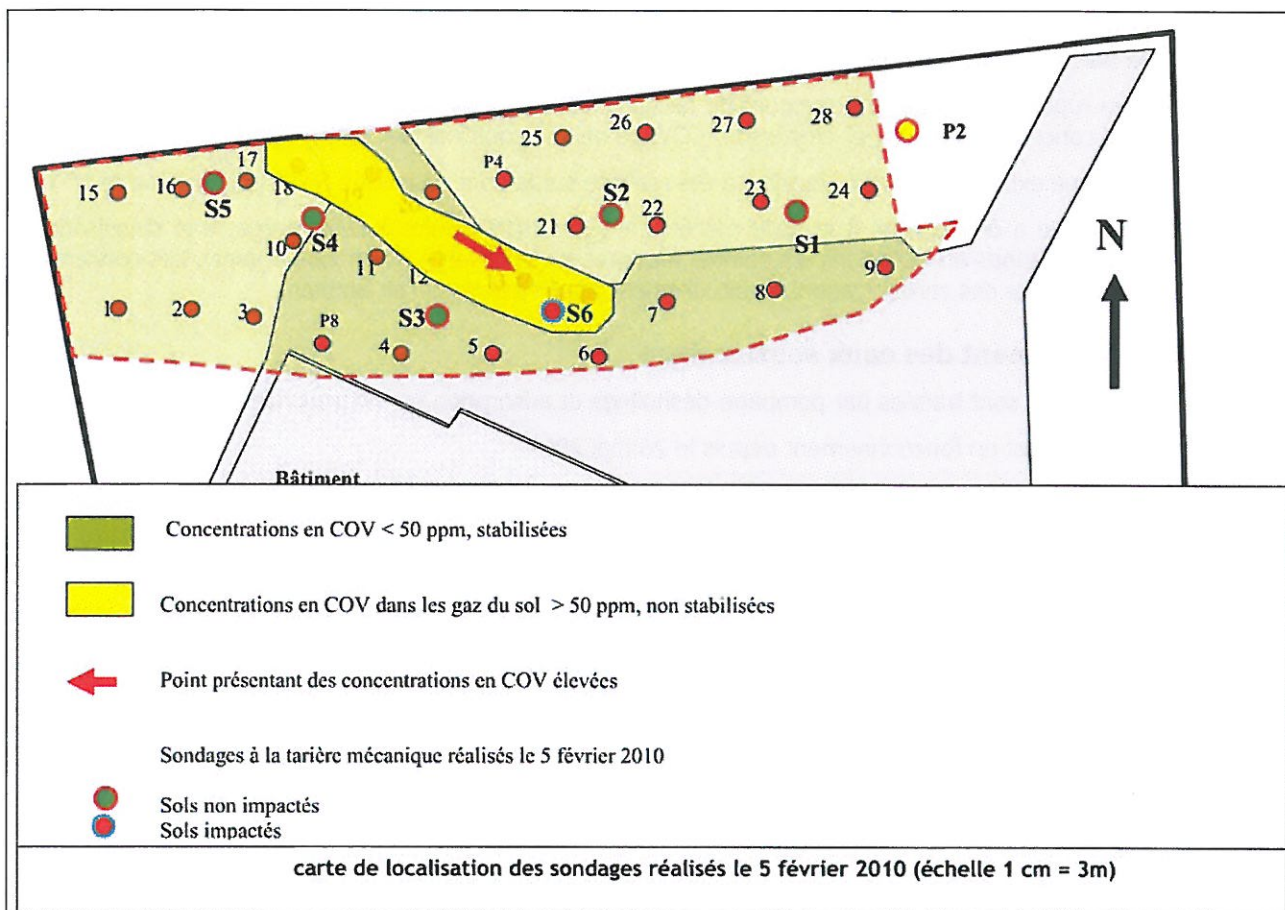 28
27
26
25
P2
P4
17
18
15
16
S5
S2
23
24
N
S4
21
22
S1
10
11
12
9
13
S6
8
7
1
2
3
P8
S3
4
5
6
Bâtiment
Concentrations en COV < 50 ppm, stabilisées
Concentrations en COV dans les gaz du sol > 50 ppm, non stabilisées
Point présentant des concentrations en COV élevées
Sondages à la tarière mécanique réalisés le 5 février 2010
Sols non impactés
Sols impactés
carte de localisation des sondages réalisés le 5 février 2010 (échelle 1 cm = 3m)